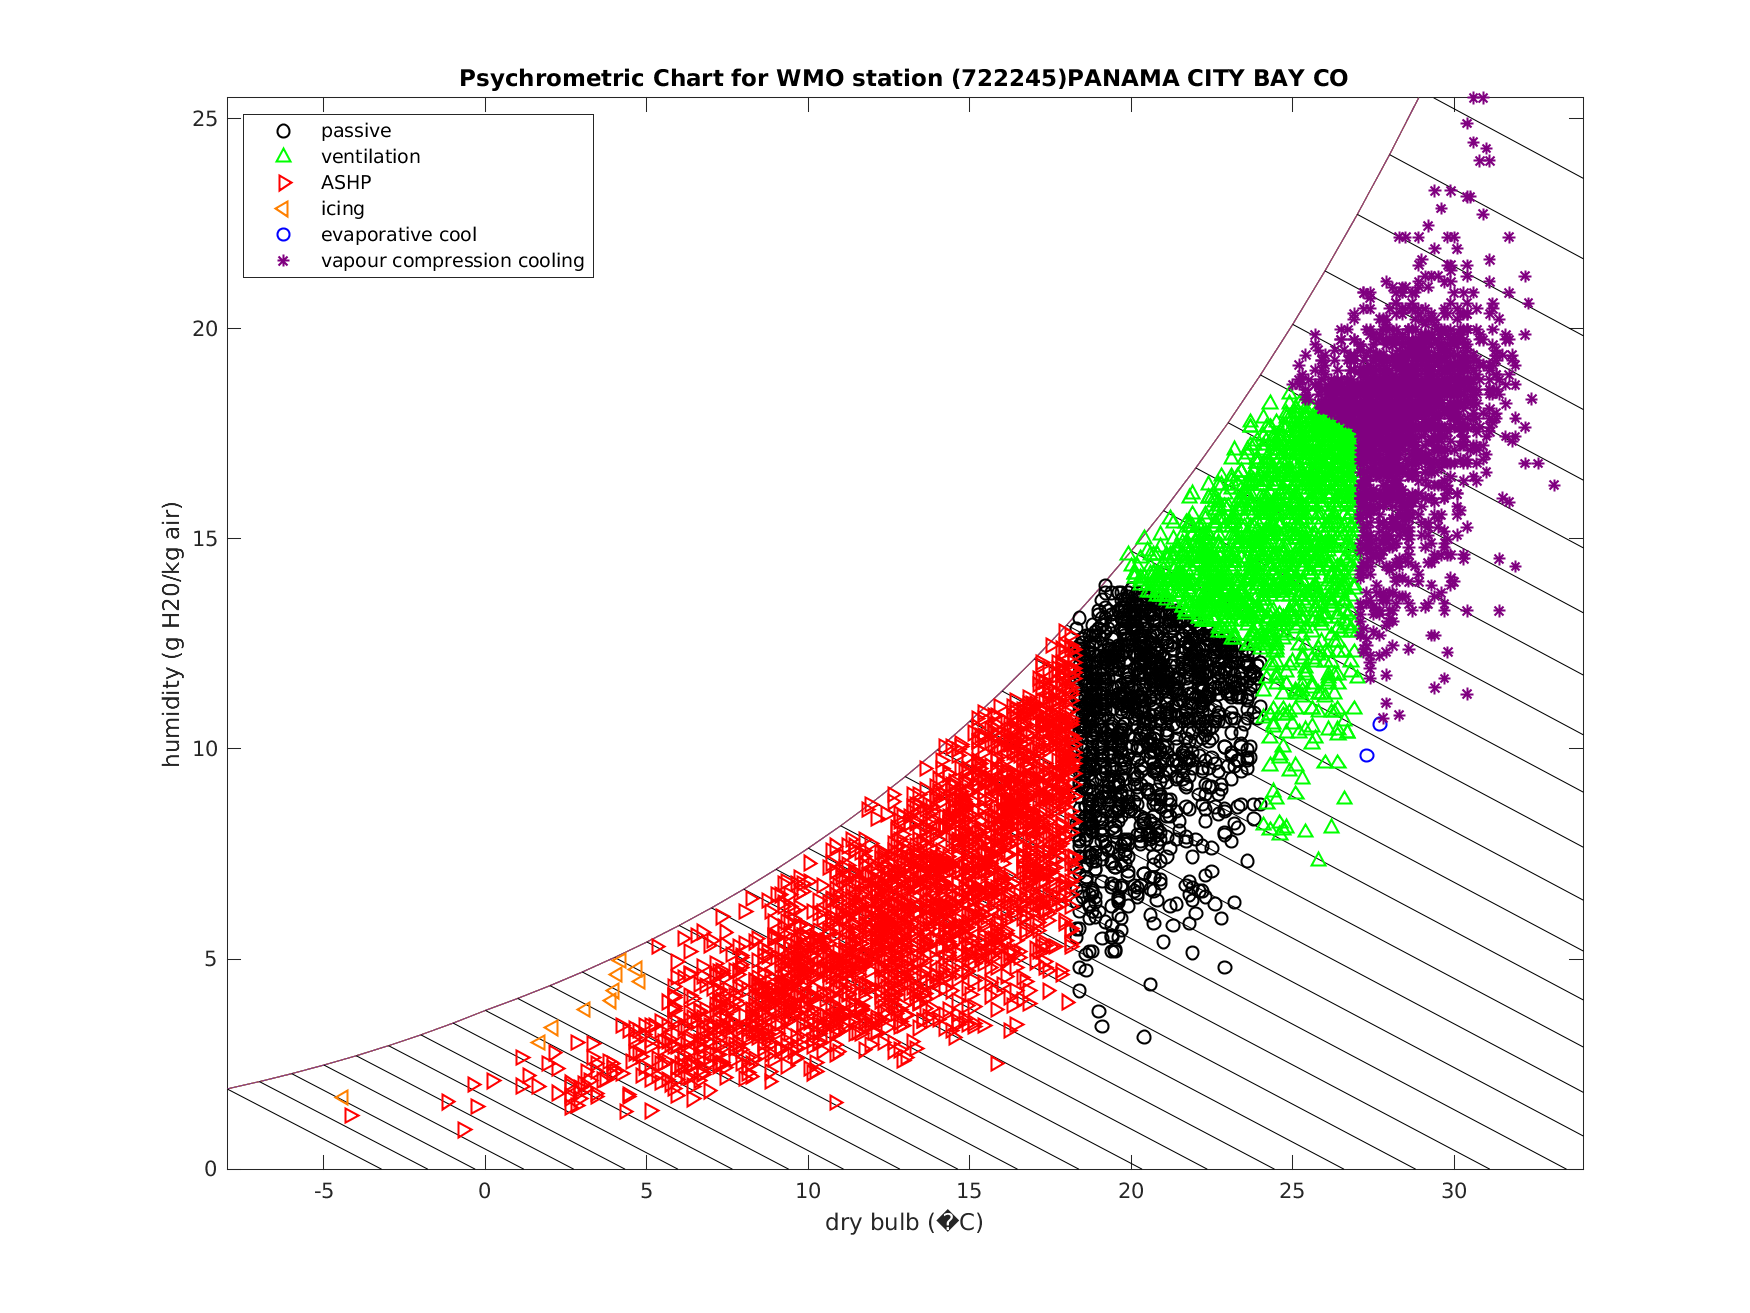 Psychrometric Chart for WMO station (722245)PANAMA CITY BAY CO
passive
ventilation
ASHP
icing
evaporative cool
vapour compression cooling
humidity (g H20/kg air)
25
20
15
10
5
0
-5
0
5
10
15
20
25
30
dry bulb (�C)